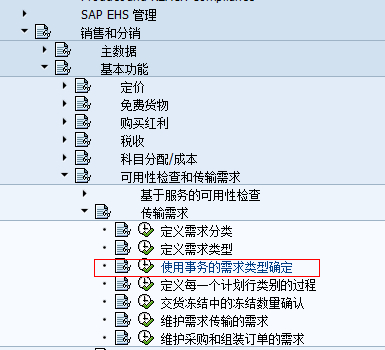 SAP EHS 管理
销售和分销
主数据
基本功能
定价
免费货物
购买红利
税收
科目分配/成本
可用性检查和传输需求
基于服务的可用性检查
传输需求
定义需求分类
定义需求类型
使用事务的需求类型确定
定义每一个计划行类别的过程
交货冻结中的冻结数量确认
维护需求传输的需求
维护采购和组装订单的需求